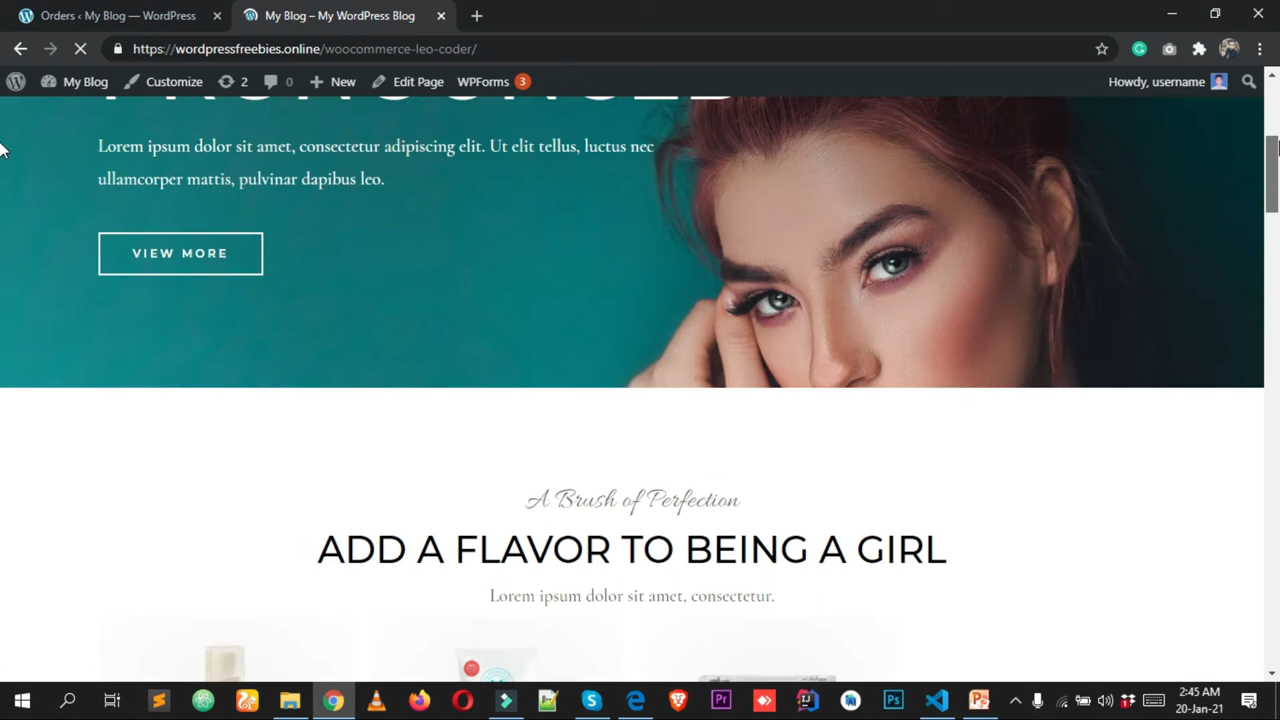 Orders ‹ My Blog — WordPress
My Blog – My WordPress Blog
https://wordpressfreebies.online/woocommerce-leo-coder/
My Blog
Customize
2
0
New
Edit Page
WPForms 3
Howdy, username
Lorem ipsum dolor sit amet, consectetur adipiscing elit. Ut elit tellus, luctus nec
ullamcorper mattis, pulvinar dapibus leo.
VIEW MORE
A Brush of Perfection
ADD A FLAVOR TO BEING A GIRL
Lorem ipsum dolor sit amet, consectetur.
2:45 AM
20-Jan-21